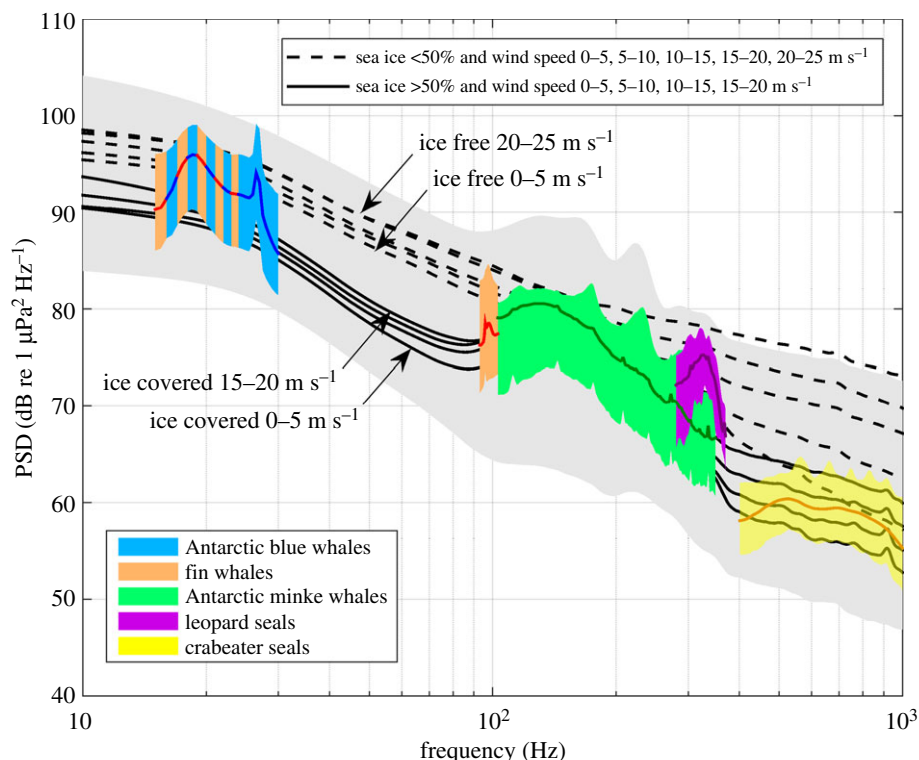 110
100
90
80
70
60
50
40
PSD (dB re 1 µPa² Hz⁻¹)
sea ice <50% and wind speed 0–5, 5–10, 10–15, 15–20, 20–25 m s⁻¹
sea ice >50% and wind speed 0–5, 5–10, 10–15, 15–20 m s⁻¹
ice free 20–25 m s⁻¹
ice free 0–5 m s⁻¹
ice covered 15–20 m s⁻¹
ice covered 0–5 m s⁻¹
Antarctic blue whales
fin whales
Antarctic minke whales
leopard seals
crabeater seals
10
10²
10³
frequency (Hz)